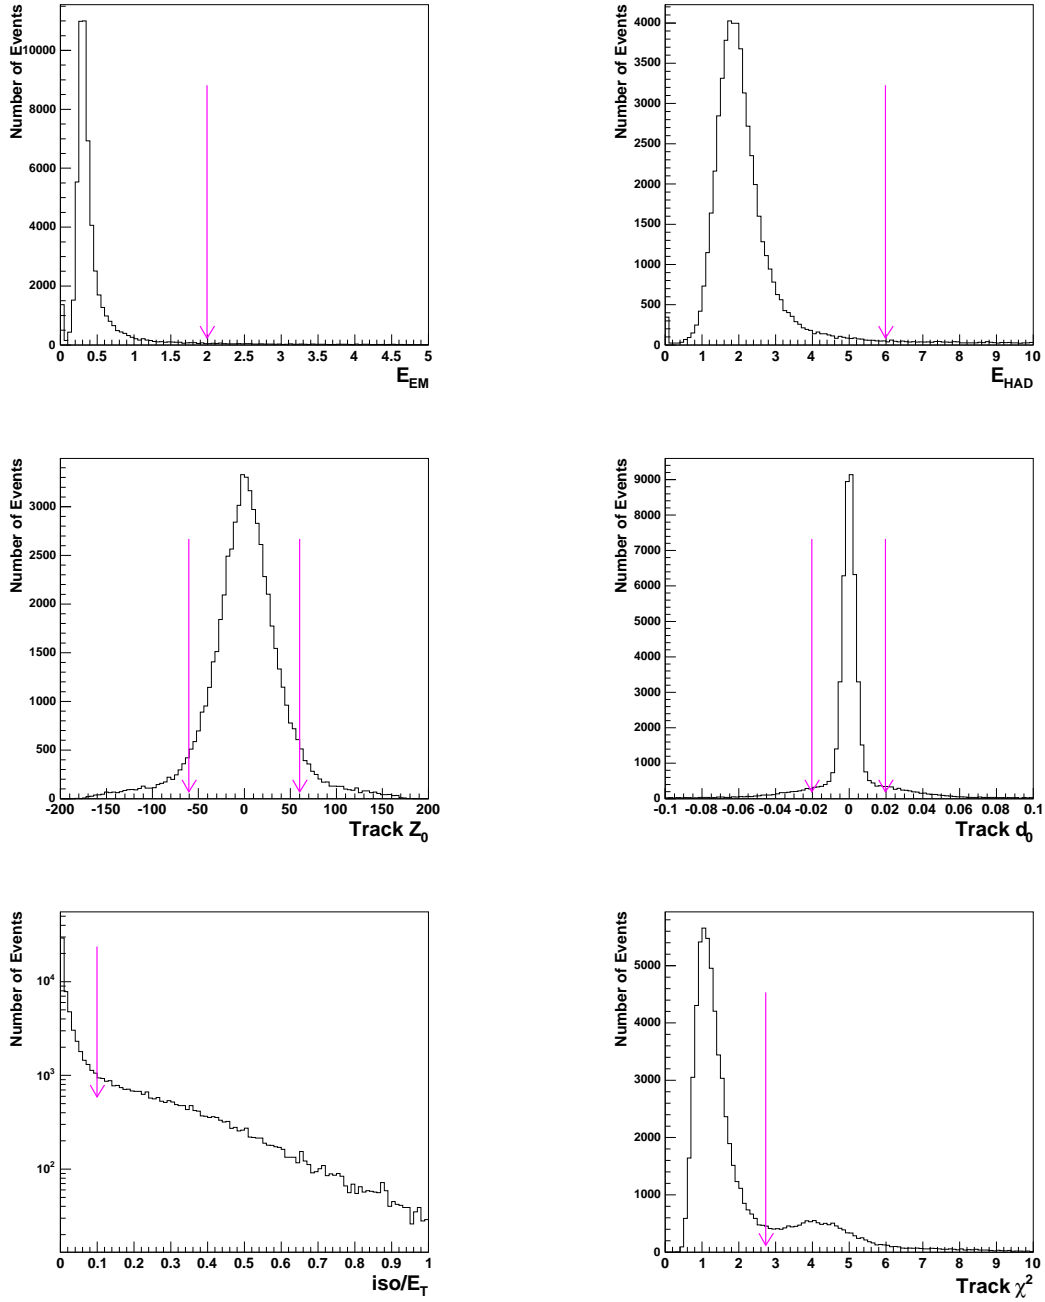 Number of Events
10000
8000
6000
4000
2000
0
0 0.5 1 1.5 2 2.5 3 3.5 4 4.5 5
E_EM
Number of Events
4000
3500
3000
2500
2000
1500
1000
500
0
0 1 2 3 4 5 6 7 8 9 10
E_HAD
Number of Events
3000
2500
2000
1500
1000
500
0
-200 -150 -100 -50 0 50 100 150 200
Track Z_0
Number of Events
9000
8000
7000
6000
5000
4000
3000
2000
1000
0
-0.1 -0.08 -0.06 -0.04 -0.02 0 0.02 0.04 0.06 0.08 0.1
Track d_0
Number of Events
10^4
10^3
10^2
0 0.1 0.2 0.3 0.4 0.5 0.6 0.7 0.8 0.9 1
iso/E_T
Number of Events
5000
4000
3000
2000
1000
0
0 1 2 3 4 5 6 7 8 9 10
Track χ^2